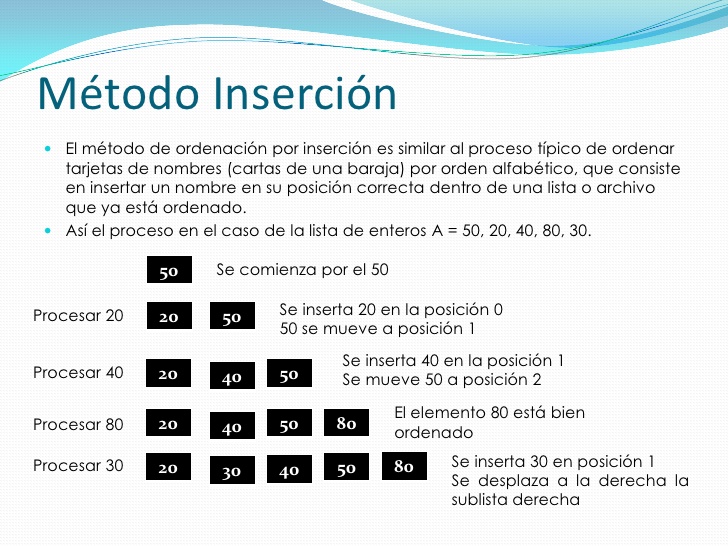 Método Inserción
El método de ordenación por inserción es similar al proceso típico de ordenar
tarjetas de nombres (cartas de una baraja) por orden alfabético, que consiste
en insertar un nombre en su posición correcta dentro de una lista o archivo
que ya está ordenado.
Así el proceso en el caso de la lista de enteros A = 50, 20, 40, 80, 30.
50 Se comienza por el 50
Procesar 20 20 50 Se inserta 20 en la posición 0
50 se mueve a posición 1
Procesar 40 20 40 50 Se inserta 40 en la posición 1
Se mueve 50 a posición 2
Procesar 80 20 40 50 80 El elemento 80 está bien
ordenado
Procesar 30 20 30 40 50 80 Se inserta 30 en posición 1
Se desplaza a la derecha la
sublista derecha